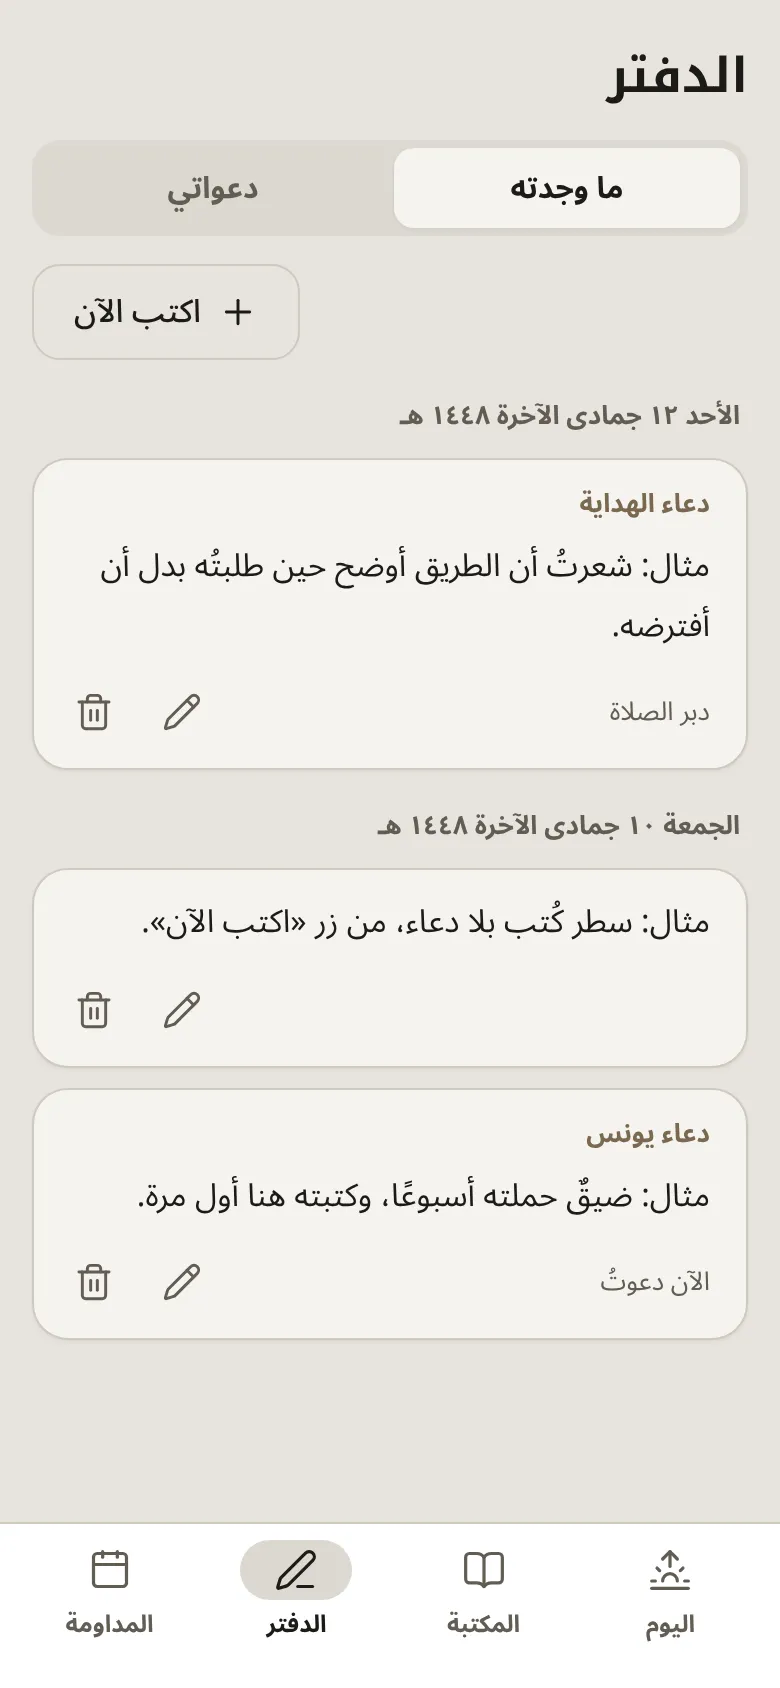 الدفتر
ما وجدته
دعواتي
اكتب الآن
الأحد ١٢ جمادى الآخرة ١٤٤٨ هـ
دعاء الهداية
مثال: شعرتُ أن الطريق أوضح حين طلبتُه بدل أن
أفترضه.
دبر الصلاة
الجمعة ١٠ جمادى الآخرة ١٤٤٨ هـ
مثال: سطر كُتب بلا دعاء، من زر «اكتب الآن».
دعاء يونس
مثال: ضيقٌ حملته أسبوعًا، وكتبته هنا أول مرة.
الآن دعوتُ
اليوم
المكتبة
الدفتر
المداومة